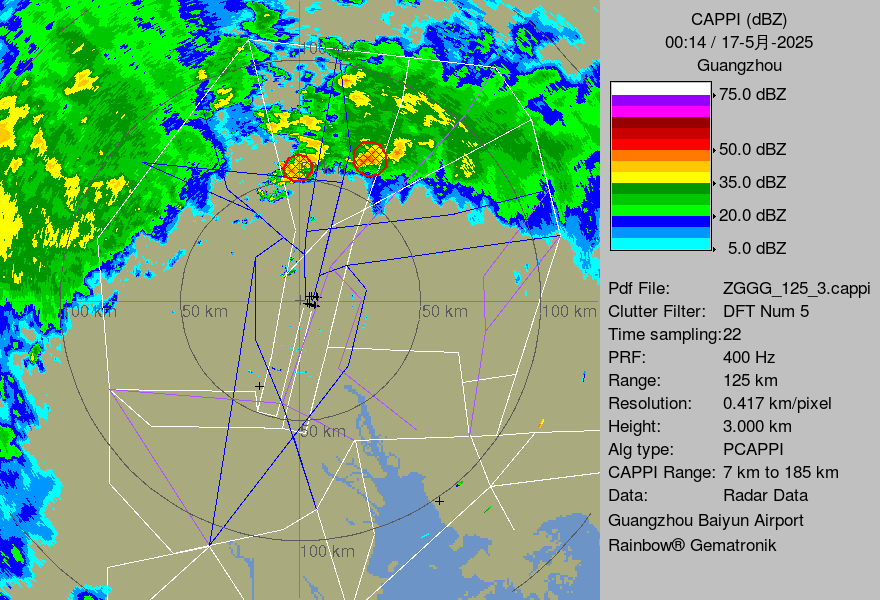 CAPPI (dBZ)
00:14 / 17-5月-2025
Guangzhou
75.0 dBZ
50.0 dBZ
35.0 dBZ
20.0 dBZ
5.0 dBZ
Pdf File: ZGGG_125_3.cappi
Clutter Filter: DFT Num 5
Time sampling:22
PRF: 400 Hz
Range: 125 km
Resolution: 0.417 km/pixel
Height: 3.000 km
Alg type: PCAPPI
CAPPI Range: 7 km to 185 km
Data: Radar Data
Guangzhou Baiyun Airport
Rainbow® Gematronik
50 km
50 km
100 km
50 km
100 km